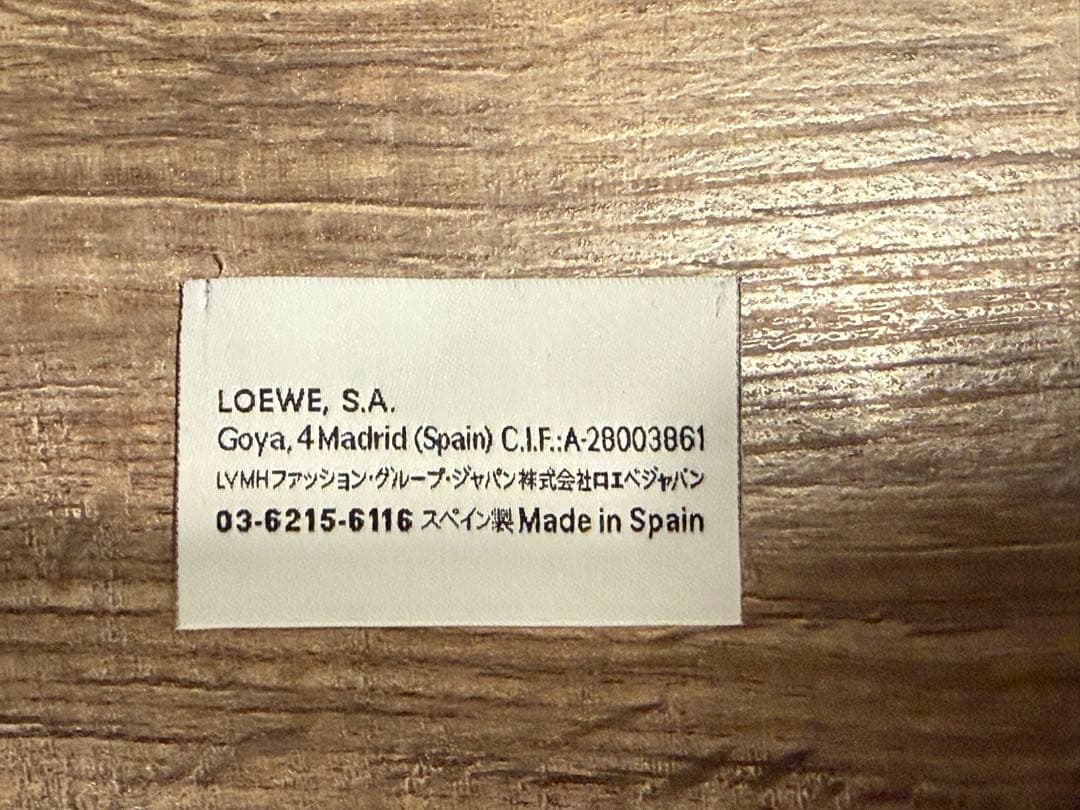 LOEWE, S.A.
Goya, 4 Madrid (Spain) C.I.F.:A-28003861
LVMHファッション・グループ・ジャパン株式会社ロエベジャパン
03-6215-6116 スペイン製 Made in Spain